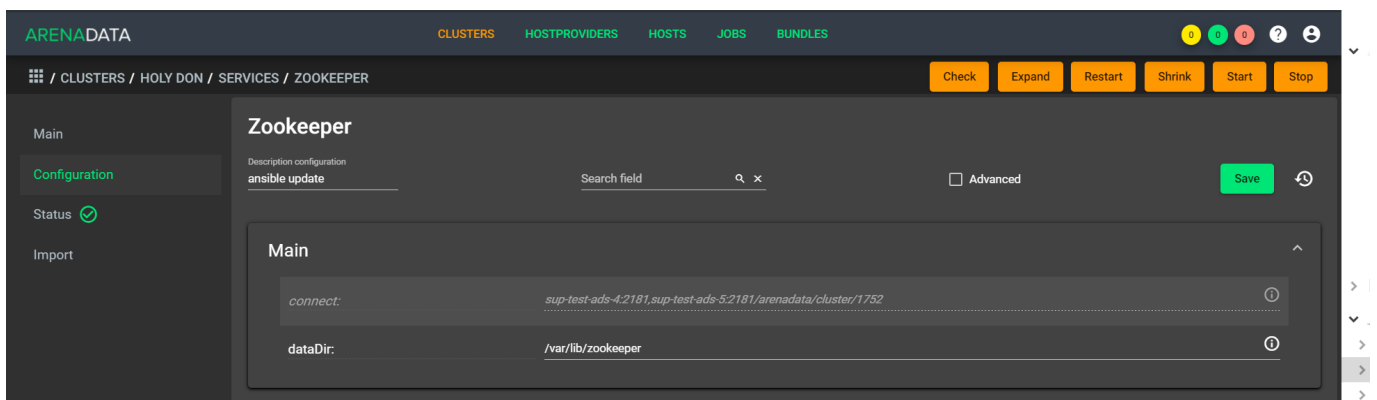 ARENADATA CLUSTERS HOSTPROVIDERS HOSTS JOBS BUNDLES 0 0 0
/ CLUSTERS / HOLY DON / SERVICES / ZOOKEEPER Check Expand Restart Shrink Start Stop
Main
Configuration
Status
Import
Zookeeper
Description configuration
ansible update Search field Advanced Save
Main
connect: sup-test-ads-4:2181,sup-test-ads-5:2181/arenadata/cluster/1752
dataDir: /var/lib/zookeeper